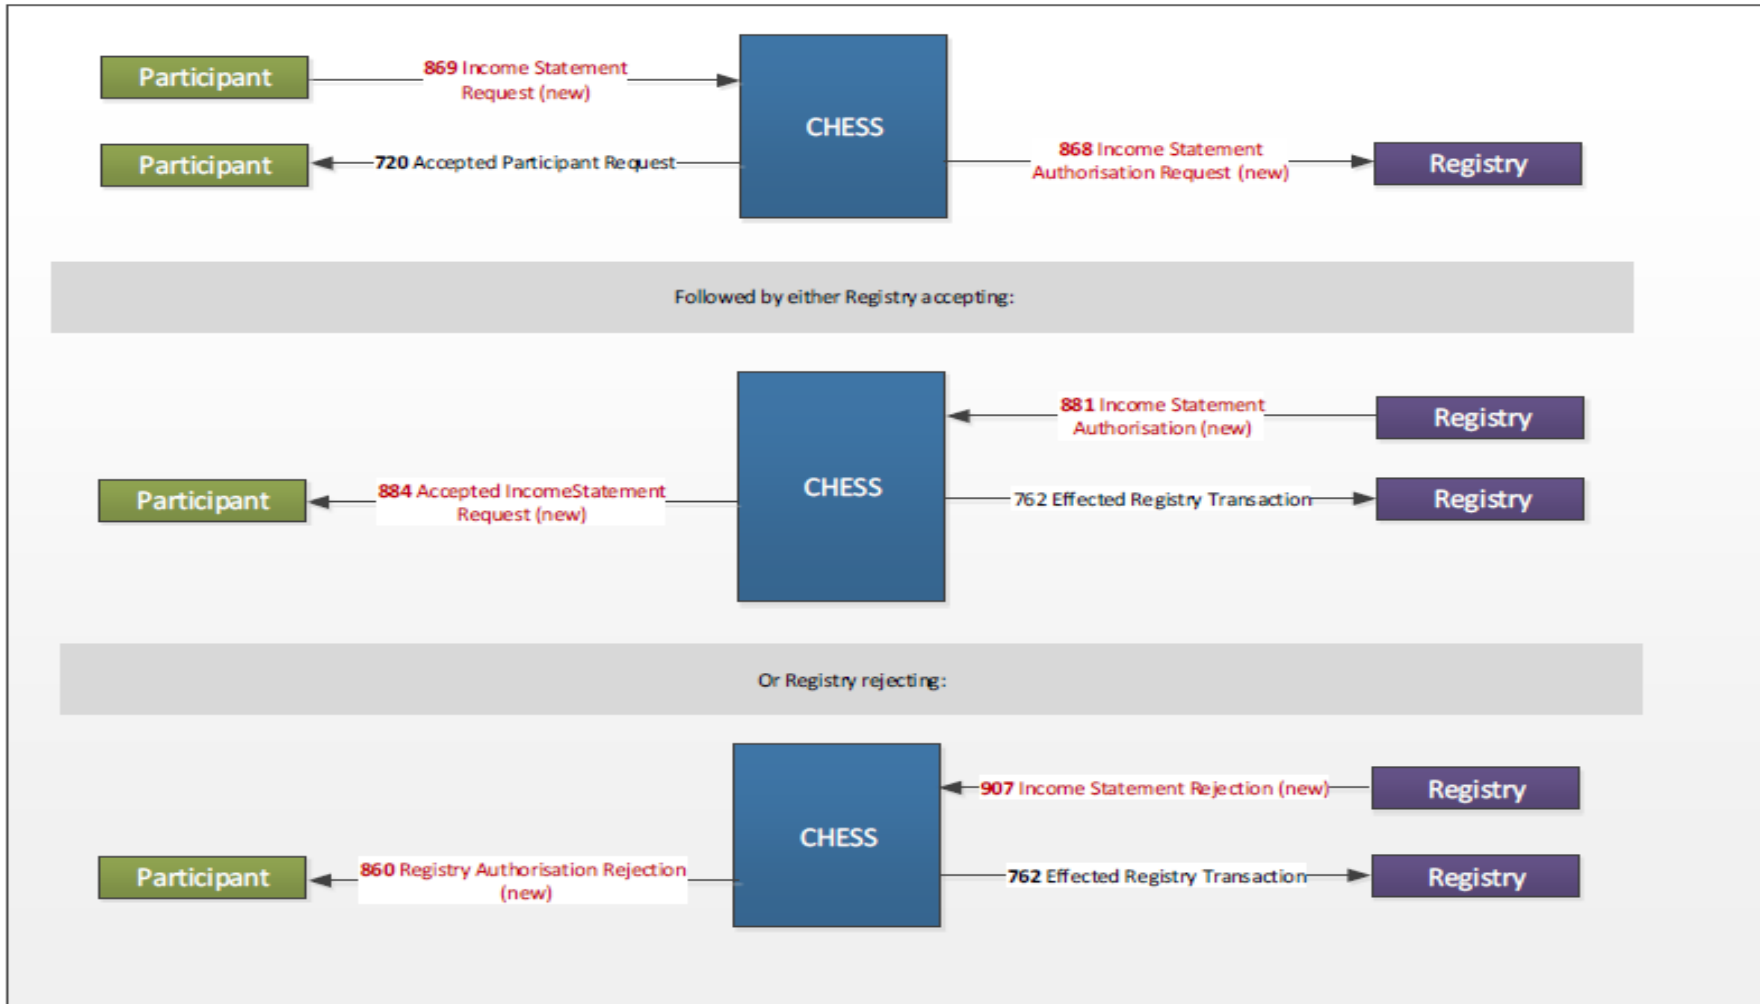 Participant
869 Income Statement
Request (new)
CHESS
Participant
720 Accepted Participant Request
868 Income Statement
Authorisation Request (new)
Registry
Followed by either Registry accepting:
881 Income Statement
Authorisation (new)
Registry
CHESS
Participant
884 Accepted IncomeStatement
Request (new)
762 Effected Registry Transaction
Registry
Or Registry rejecting:
907 Income Statement Rejection (new)
Registry
CHESS
Participant
860 Registry Authorisation Rejection
(new)
762 Effected Registry Transaction
Registry